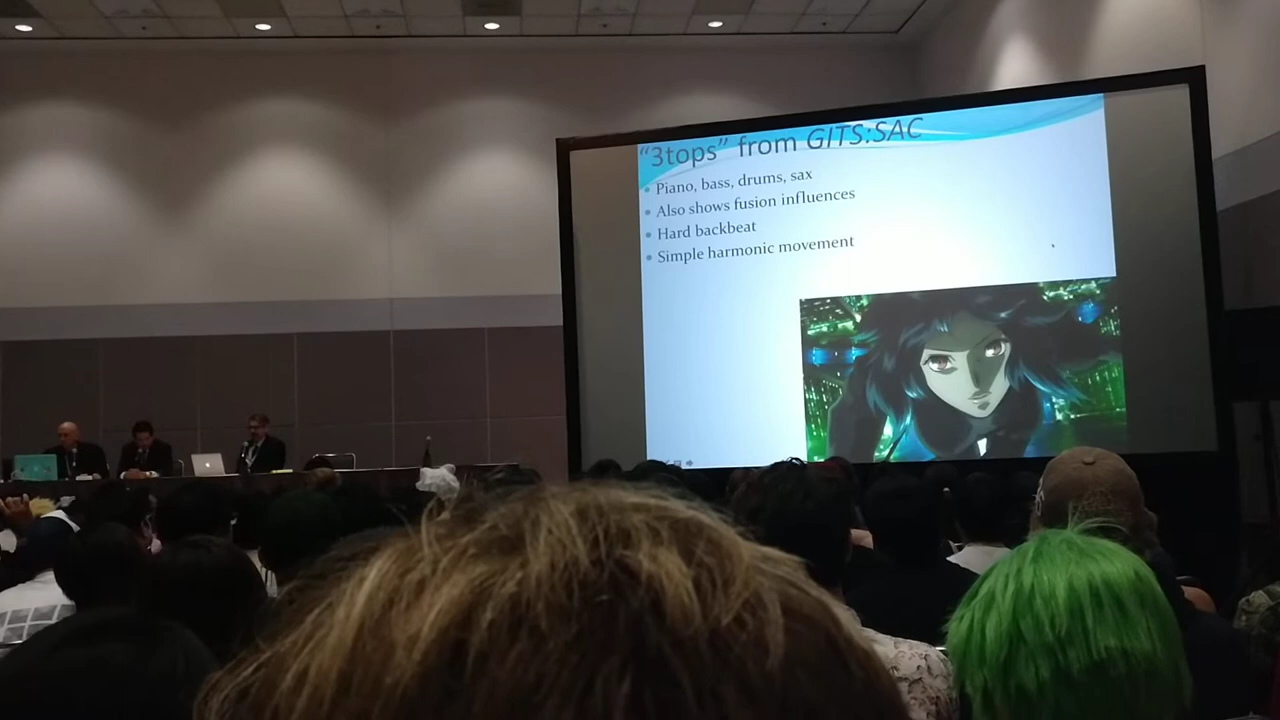 "3tops" from GITS:SAC
Piano, bass, drums, sax
Also shows fusion influences
Hard backbeat
Simple harmonic movement